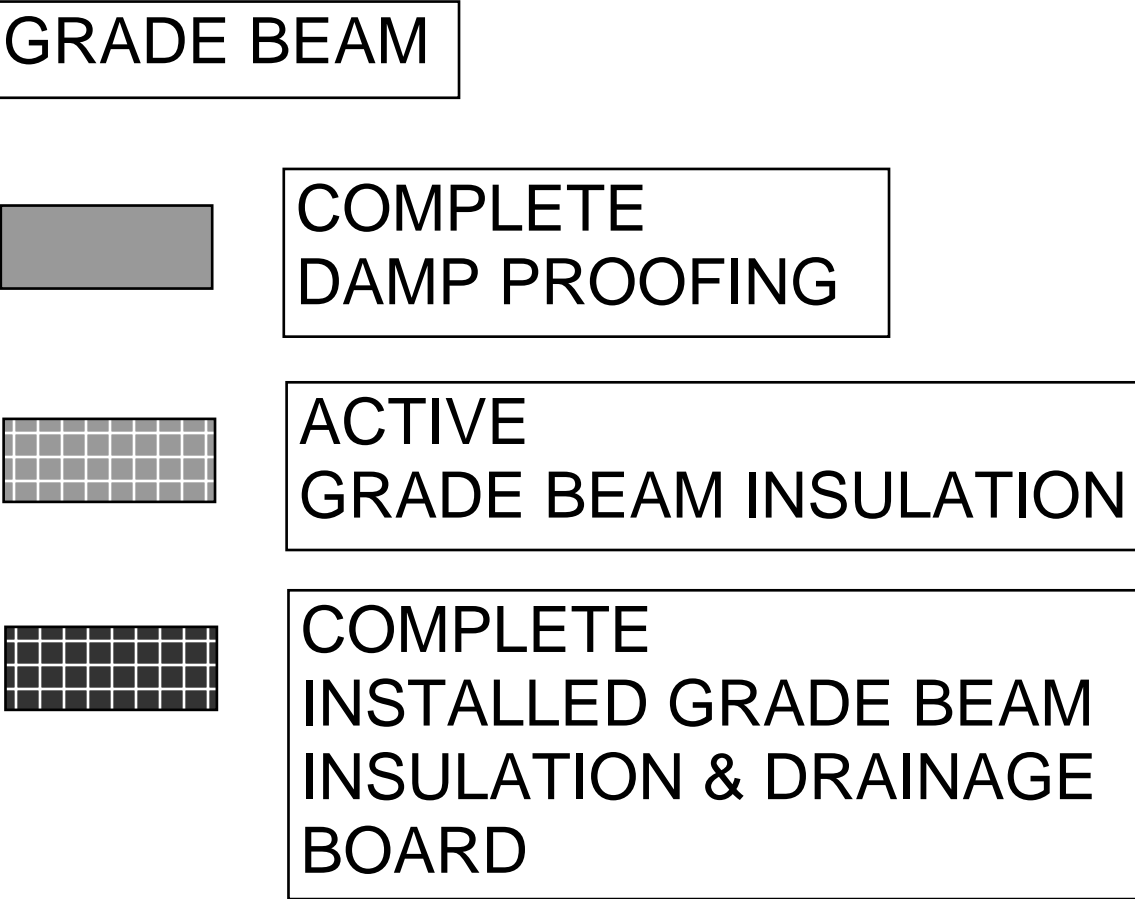 GRADE BEAM
COMPLETE
DAMP PROOFING
ACTIVE
GRADE BEAM INSULATION
COMPLETE
INSTALLED GRADE BEAM
INSULATION & DRAINAGE
BOARD